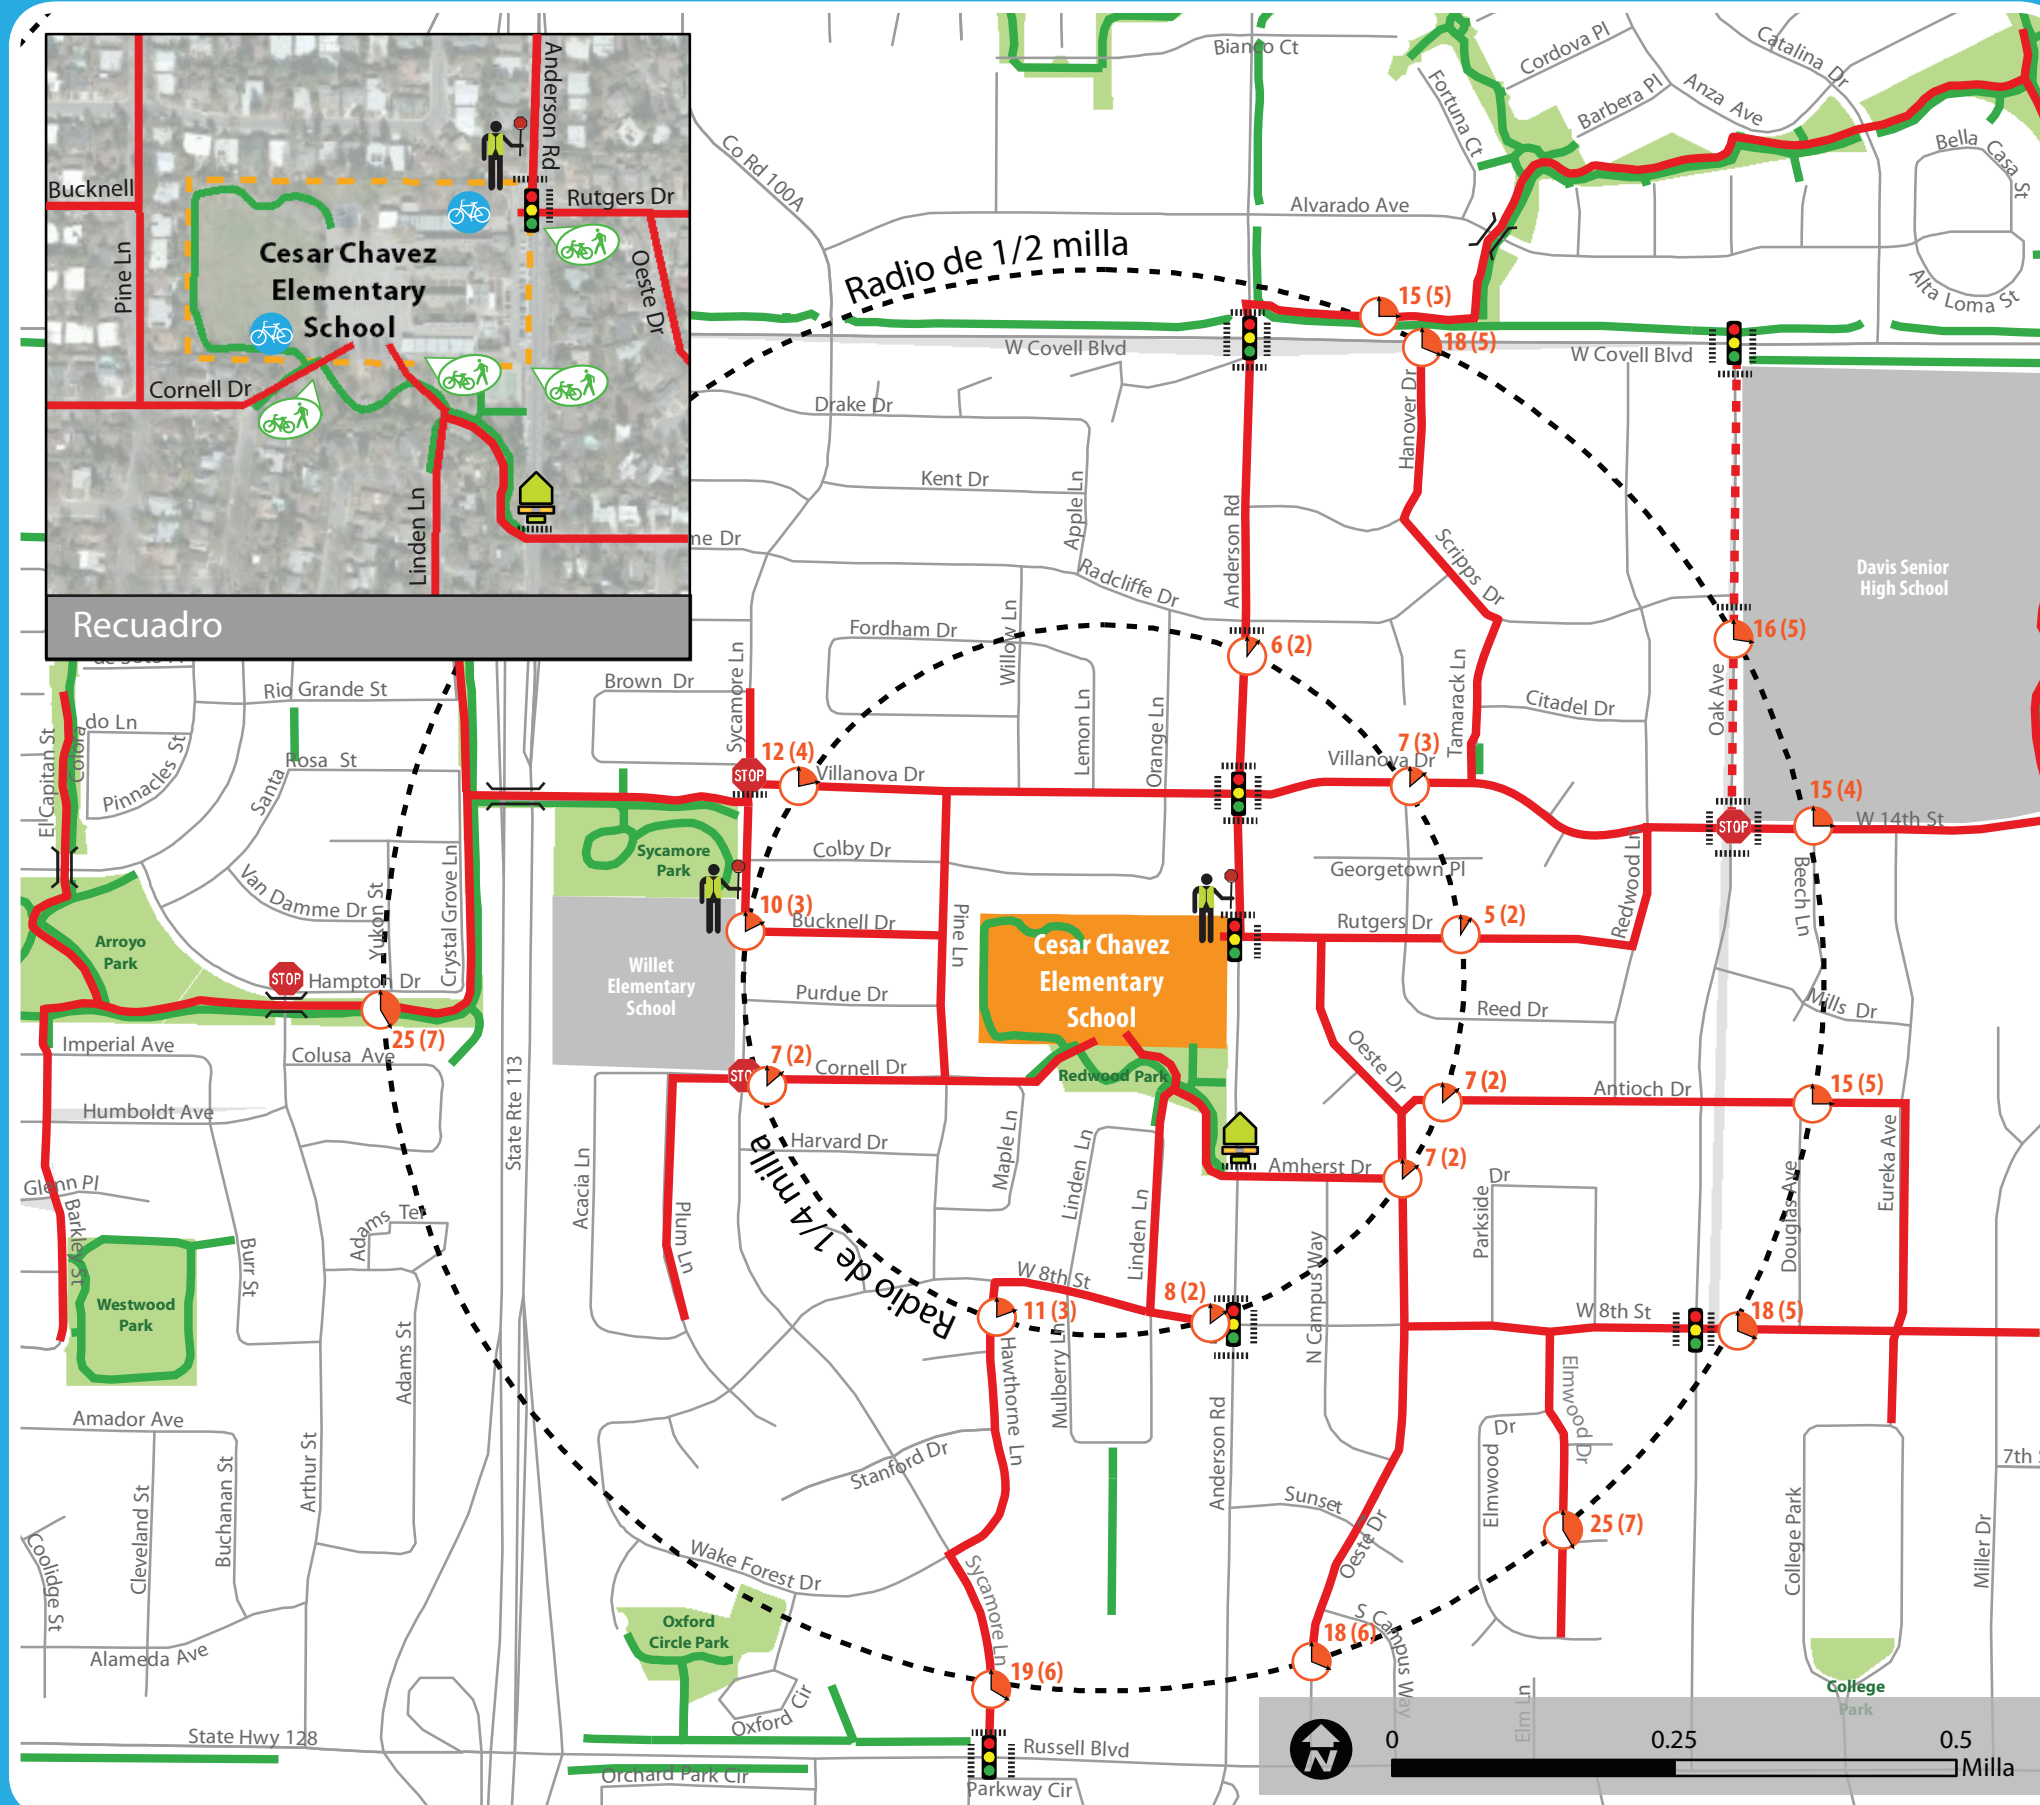 Anderson Rd
Bucknell
Rutgers Dr
Pine Ln
Cesar Chavez
Elementary
School
Oeste Dr
Cornell Dr
Linden Ln
Recuadro
Bianco Ct
Cordova Pl
Catalina Dr
Fortuna Ct
Barbera Pl
Anza Ave
Bella Casa St
Co Rd 100A
Alvarado Ave
Alta Loma St
Radio de 1/2 milla
15 (5)
18 (5)
W Covell Blvd
W Covell Blvd
Drake Dr
Hanover Dr
Kent Dr
Apple Ln
Anderson Rd
me Dr
Scripps Dr
Radcliffe Dr
Davis Senior
High School
Fordham Dr
Willow Ln
6 (2)
16 (5)
Rio Grande St
Brown Dr
Sycamore Ln
Lemon Ln
Orange Ln
Tamarack Ln
Citadel Dr
Oak Ave
do Ln
Colora
El Capitan St
Pinnacles St
Santa Rosa St
12 (4)
STOP
Villanova Dr
7 (3)
Villanova Dr
15 (4)
STOP
W 14th St
Sycamore
Park
Colby Dr
Georgetown Pl
Redwood Ln
Beech Ln
Van Damme Dr
Yukon St
Crystal Grove Ln
10 (3)
Bucknell Dr
Pine Ln
Rutgers Dr
5 (2)
Arroyo
Park
Cesar Chavez
Elementary
School
Willet
Elementary
School
STOP
Hampton Dr
Purdue Dr
Reed Dr
Mills Dr
25 (7)
Imperial Ave
Colusa Ave
State Rte 113
7 (2)
STOP
Cornell Dr
Redwood Park
Oeste Dr
7 (2)
Antioch Dr
15 (5)
Humboldt Ave
Harvard Dr
Maple Ln
Linden Ln
Amherst Dr
7 (2)
Eureka Ave
Radio de 1/4 milla
Glenn Pl
Barkley St
Adams Ter
Acacia Ln
Plum Ln
Linden Ln
N Campus Way
Parkside Dr
Douglas Ave
Burr St
Westwood
Park
W 8th St
11 (3)
8 (2)
W 8th St
18 (5)
Adams St
Hawthorne Ln
Mulberry Ln
Anderson Rd
Elmwood Dr
Elmwood Dr
Amador Ave
Arthur St
Stanford Dr
7th
Cleveland St
Buchanan St
Sunset
25 (7)
College Park
Miller Dr
Coolidge St
Wake Forest Dr
Oeste Dr
Sycamore Ln
S Campus Way
Oxford
Circle Park
18 (6)
Alameda Ave
19 (6)
College
Park
Oxford Cir
Elm Ln
State Hwy 128
Russell Blvd
Orchard Park Cir
Parkway Cir
N
0 0.25 0.5
Milla